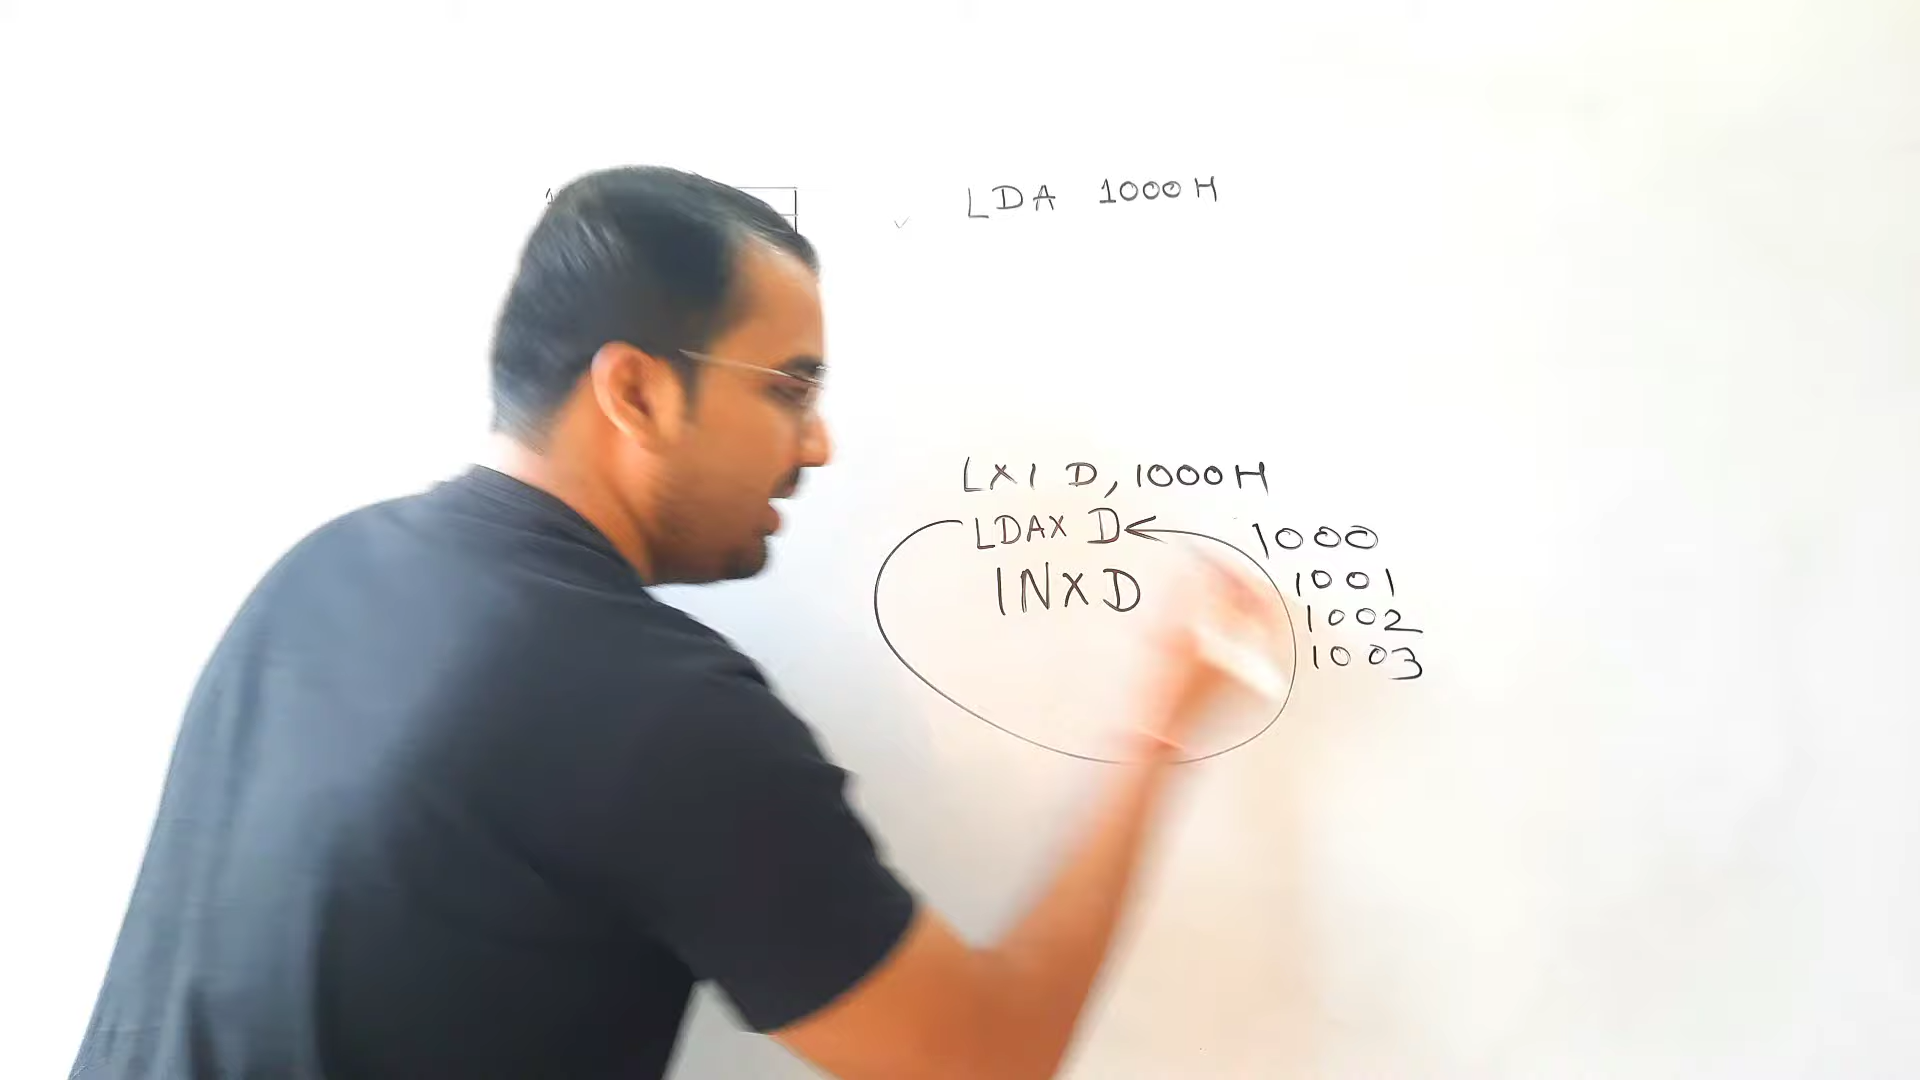 LDA 1000H
LXI D, 1000H
LDAX D
INX D
1000
1001
1002
1003